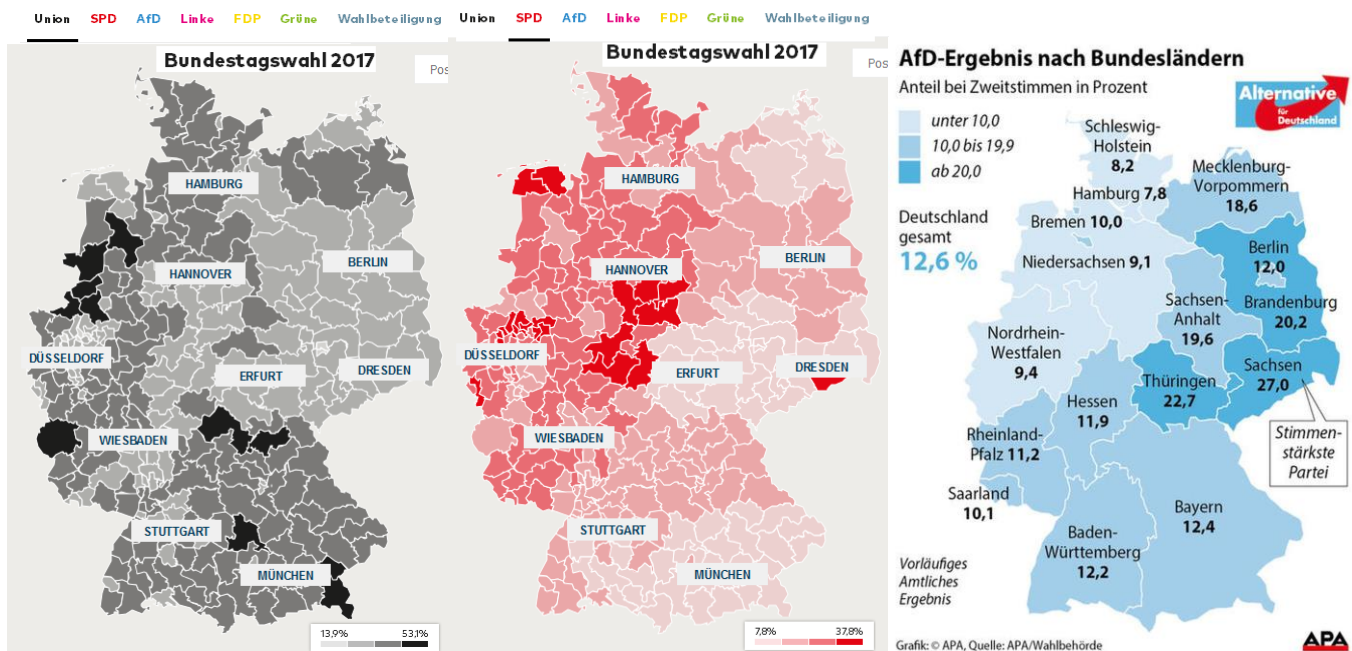 Union SPD AfD Linke FDP Grüne Wahlbeteiligung
Bundestagswahl 2017
Pos
HAMBURG
HANNOVER
BERLIN
DÜSSELDORF
ERFURT
DRESDEN
WIESBADEN
STUTTGART
MÜNCHEN
13,9% 53,1%
Union SPD AfD Linke FDP Grüne Wahlbeteiligung
Bundestagswahl 2017
Pos
HAMBURG
HANNOVER
BERLIN
DÜSSELDORF
ERFURT
DRESDEN
WIESBADEN
STUTTGART
MÜNCHEN
7,8% 37,8%
AfD-Ergebnis nach Bundesländern
Anteil bei Zweitstimmen in Prozent
Alternative
für
Deutschland
unter 10,0
10,0 bis 19,9
ab 20,0
Deutschland
gesamt
12,6 %
Schleswig-
Holstein
8,2
Mecklenburg-
Vorpommern
18,6
Hamburg 7,8
Bremen 10,0
Niedersachsen 9,1
Berlin
12,0
Brandenburg
20,2
Sachsen-
Anhalt
19,6
Nordrhein-
Westfalen
9,4
Sachsen
27,0
Thüringen
22,7
Hessen
11,9
Stimmen-
stärkste
Partei
Rheinland-
Pfalz 11,2
Saarland
10,1
Bayern
12,4
Baden-
Württemberg
12,2
Vorläufiges
Amtliches
Ergebnis
Grafik: © APA, Quelle: APA/Wahlbehörde
APA